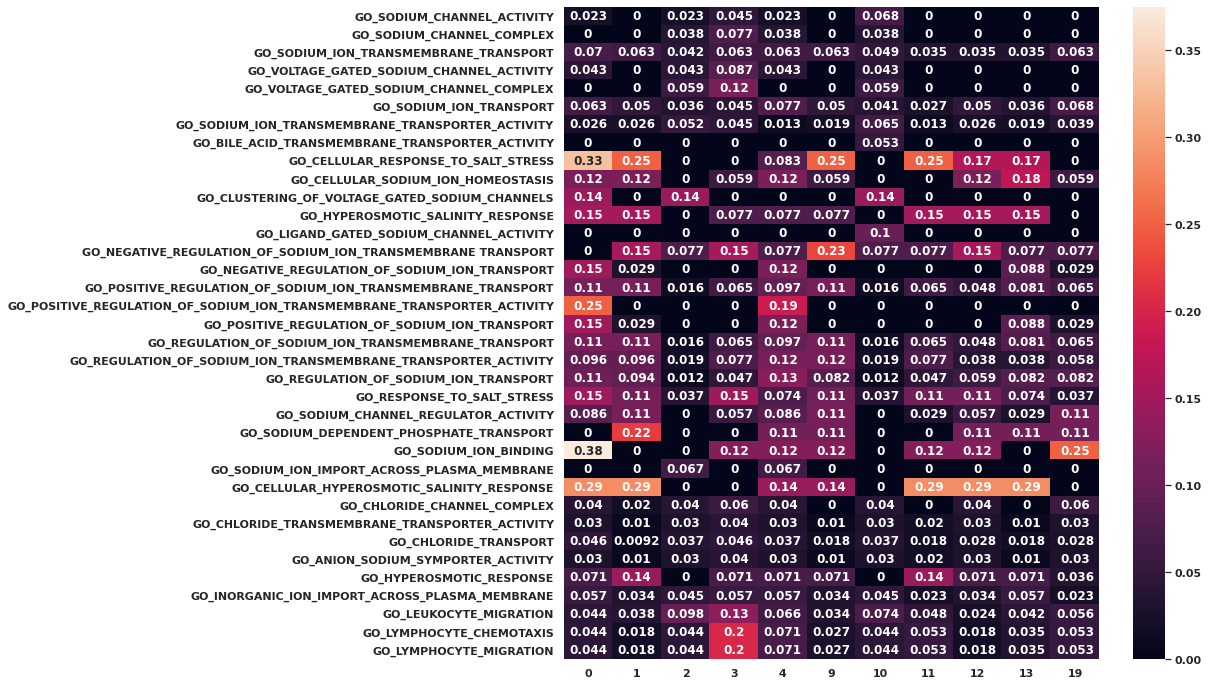 GO_SODIUM_CHANNEL_ACTIVITY 0.023 0 0.023 0.045 0.023 0 0.068 0 0 0 0
GO_SODIUM_CHANNEL_COMPLEX 0 0 0.038 0.077 0.038 0 0.038 0 0 0 0
GO_SODIUM_ION_TRANSMEMBRANE_TRANSPORT 0.07 0.063 0.042 0.063 0.063 0.063 0.049 0.035 0.035 0.035 0.063
GO_VOLTAGE_GATED_SODIUM_CHANNEL_ACTIVITY 0.043 0 0.043 0.087 0.043 0 0.043 0 0 0 0
GO_VOLTAGE_GATED_SODIUM_CHANNEL_COMPLEX 0 0 0.059 0.12 0 0 0.059 0 0 0 0
GO_SODIUM_ION_TRANSPORT 0.063 0.05 0.036 0.045 0.077 0.05 0.041 0.027 0.05 0.036 0.068
GO_SODIUM_ION_TRANSMEMBRANE_TRANSPORTER_ACTIVITY 0.026 0.026 0.052 0.045 0.013 0.019 0.065 0.013 0.026 0.019 0.039
GO_BILE_ACID_TRANSMEMBRANE_TRANSPORTER_ACTIVITY 0 0 0 0 0 0 0.053 0 0 0 0
GO_CELLULAR_RESPONSE_TO_SALT_STRESS 0.33 0.25 0 0 0.083 0.25 0 0.25 0.17 0.17 0
GO_CELLULAR_SODIUM_ION_HOMEOSTASIS 0.12 0.12 0 0.059 0.12 0.059 0 0 0.12 0.18 0.059
GO_CLUSTERING_OF_VOLTAGE_GATED_SODIUM_CHANNELS 0.14 0 0.14 0 0 0 0.14 0 0 0 0
GO_HYPEROSMOTIC_SALINITY_RESPONSE 0.15 0.15 0 0.077 0.077 0.077 0 0.15 0.15 0.15 0
GO_LIGAND_GATED_SODIUM_CHANNEL_ACTIVITY 0 0 0 0 0 0 0.1 0 0 0 0
GO_NEGATIVE_REGULATION_OF_SODIUM_ION_TRANSMEMBRANE TRANSPORT 0 0.15 0.077 0.15 0.077 0.23 0.077 0.077 0.15 0.077 0.077
GO_NEGATIVE_REGULATION_OF_SODIUM_ION_TRANSPORT 0.15 0.029 0 0 0.12 0 0 0 0 0.088 0.029
GO_POSITIVE_REGULATION_OF_SODIUM_ION_TRANSMEMBRANE_TRANSPORT 0.11 0.11 0.016 0.065 0.097 0.11 0.016 0.065 0.048 0.081 0.065
GO_POSITIVE_REGULATION_OF_SODIUM_ION_TRANSMEMBRANE_TRANSPORTER_ACTIVITY 0.25 0 0 0 0.19 0 0 0 0 0 0
GO_POSITIVE_REGULATION_OF_SODIUM_ION_TRANSPORT 0.15 0.029 0 0 0.12 0 0 0 0 0.088 0.029
GO_REGULATION_OF_SODIUM_ION_TRANSMEMBRANE_TRANSPORT 0.11 0.11 0.016 0.065 0.097 0.11 0.016 0.065 0.048 0.081 0.065
GO_REGULATION_OF_SODIUM_ION_TRANSMEMBRANE_TRANSPORTER_ACTIVITY 0.096 0.096 0.019 0.077 0.12 0.12 0.019 0.077 0.038 0.038 0.058
GO_REGULATION_OF_SODIUM_ION_TRANSPORT 0.11 0.094 0.012 0.047 0.13 0.082 0.012 0.047 0.059 0.082 0.082
GO_RESPONSE_TO_SALT_STRESS 0.15 0.11 0.037 0.15 0.074 0.11 0.037 0.11 0.11 0.074 0.037
GO_SODIUM_CHANNEL_REGULATOR_ACTIVITY 0.086 0.11 0 0.057 0.086 0.11 0 0.029 0.057 0.029 0.11
GO_SODIUM_DEPENDENT_PHOSPHATE_TRANSPORT 0 0.22 0 0 0.11 0.11 0 0 0.11 0.11 0.11
GO_SODIUM_ION_BINDING 0.38 0 0 0.12 0.12 0.12 0 0.12 0.12 0 0.25
GO_SODIUM_ION_IMPORT_ACROSS_PLASMA_MEMBRANE 0 0 0.067 0 0.067 0 0 0 0 0 0
GO_CELLULAR_HYPEROSMOTIC_SALINITY_RESPONSE 0.29 0.29 0 0 0.14 0.14 0 0.29 0.29 0.29 0
GO_CHLORIDE_CHANNEL_COMPLEX 0.04 0.02 0.04 0.06 0.04 0 0.04 0 0.04 0 0.06
GO_CHLORIDE_TRANSMEMBRANE_TRANSPORTER_ACTIVITY 0.03 0.01 0.03 0.04 0.03 0.01 0.03 0.02 0.03 0.01 0.03
GO_CHLORIDE_TRANSPORT 0.046 0.0092 0.037 0.046 0.037 0.018 0.037 0.018 0.028 0.018 0.028
GO_ANION_SODIUM_SYMPORTER_ACTIVITY 0.03 0.01 0.03 0.04 0.03 0.01 0.03 0.02 0.03 0.01 0.03
GO_HYPEROSMOTIC_RESPONSE 0.071 0.14 0 0.071 0.071 0.071 0 0.14 0.071 0.071 0.036
GO_INORGANIC_ION_IMPORT_ACROSS_PLASMA_MEMBRANE 0.057 0.034 0.045 0.057 0.057 0.034 0.045 0.023 0.034 0.057 0.023
GO_LEUKOCYTE_MIGRATION 0.044 0.038 0.098 0.13 0.066 0.034 0.074 0.048 0.024 0.042 0.056
GO_LYMPHOCYTE_CHEMOTAXIS 0.044 0.018 0.044 0.2 0.071 0.027 0.044 0.053 0.018 0.035 0.053
GO_LYMPHOCYTE_MIGRATION 0.044 0.018 0.044 0.2 0.071 0.027 0.044 0.053 0.018 0.035 0.053
0 1 2 3 4 9 10 11 12 13 19
0.35
0.30
0.25
0.20
0.15
0.10
0.05
0.00